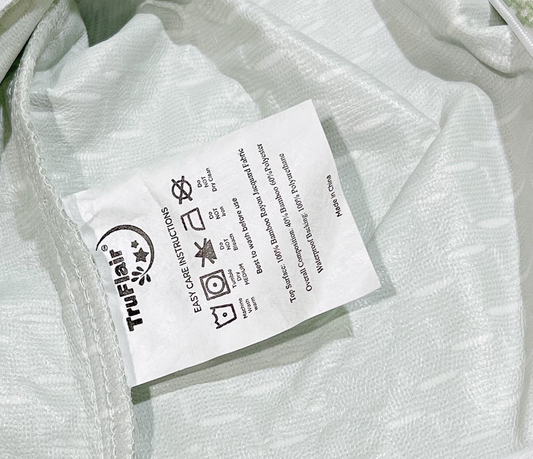 TruFlair®
EASY CARE INSTRUCTIONS
Machine Wash warm
Tumble Dry MEDIUM
Do NOT Bleach
Do NOT Iron
Do NOT Dry Clean
Best to wash before use
Top Surface: 100% Bamboo Rayon Jacquard Fabric
Overall Composition: 40% Bamboo 60% Polyester
Waterproof Backing: 100% Polyurethane
Made in China